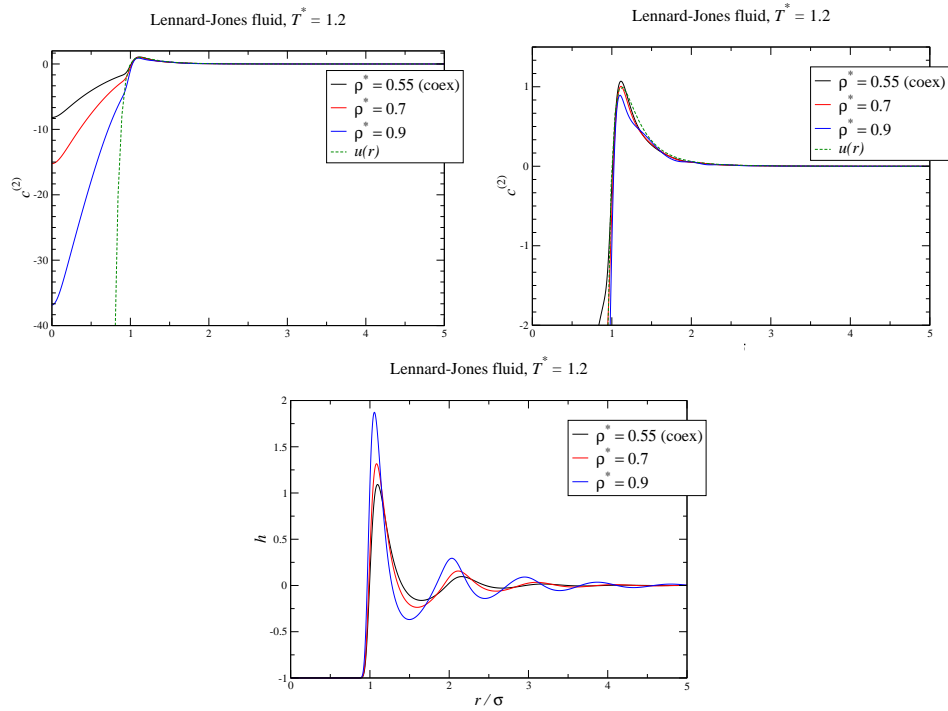 Lennard-Jones fluid, T* = 1.2
0
-10
-20
-30
-40
c(2)
0 1 2 3 4 5
ρ* = 0.55 (coex)
ρ* = 0.7
ρ* = 0.9
u(r)
Lennard-Jones fluid, T* = 1.2
1
0
-1
-2
c(2)
0 1 2 3 4 5
ρ* = 0.55 (coex)
ρ* = 0.7
ρ* = 0.9
u(r)
Lennard-Jones fluid, T* = 1.2
2
1.5
1
0.5
0
-0.5
-1
h
0 1 2 3 4 5
r / σ
ρ* = 0.55 (coex)
ρ* = 0.7
ρ* = 0.9